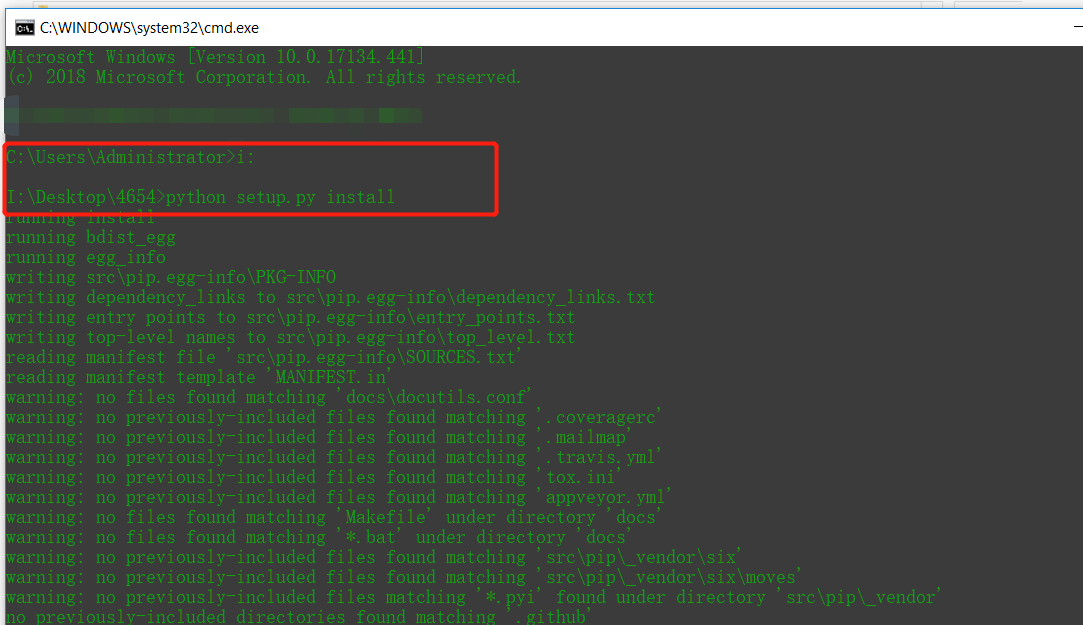 C:\WINDOWS\system32\cmd.exe
Microsoft Windows [Version 10.0.17134.441]
(c) 2018 Microsoft Corporation. All rights reserved.
C:\Users\Administrator>i:
I:\Desktop\4654>python setup.py install
running install
running bdist_egg
running egg_info
writing src\pip.egg-info\PKG-INFO
writing dependency_links to src\pip.egg-info\dependency_links.txt
writing entry points to src\pip.egg-info\entry_points.txt
writing top-level names to src\pip.egg-info\top_level.txt
reading manifest file 'src\pip.egg-info\SOURCES.txt'
reading manifest template 'MANIFEST.in'
warning: no files found matching 'docs\docutils.conf'
warning: no previously-included files found matching '.coveragerc'
warning: no previously-included files found matching '.mailmap'
warning: no previously-included files found matching '.travis.yml'
warning: no previously-included files found matching 'tox.ini'
warning: no previously-included files found matching 'appveyor.yml'
warning: no files found matching 'Makefile' under directory 'docs'
warning: no files found matching '*.bat' under directory 'docs'
warning: no previously-included files found matching 'src\pip\_vendor\six'
warning: no previously-included files found matching 'src\pip\_vendor\six\moves'
warning: no previously-included files matching '*.pyi' found under directory 'src\pip\_vendor'
no previously-included directories found matching '.github'